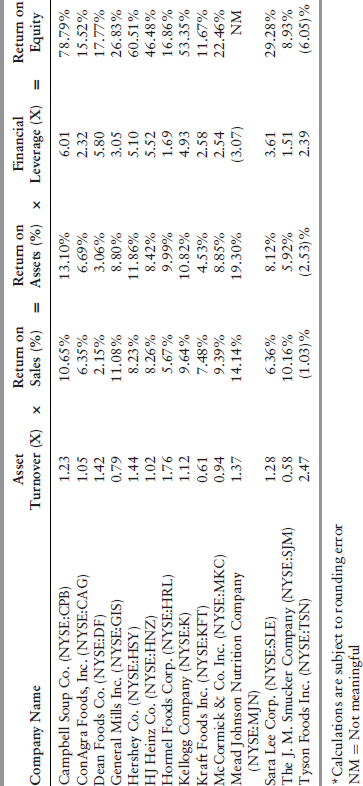 Company Name Asset Turnover (X) × Return on Sales (%) = Return on Assets (%) × Financial Leverage (X) = Return on Equity
Campbell Soup Co. (NYSE:CPB) 1.23 10.65% 13.10% 6.01 78.79%
ConAgra Foods, Inc. (NYSE:CAG) 1.05 6.35% 6.69% 2.32 15.52%
Dean Foods Co. (NYSE:DF) 1.42 2.15% 3.06% 5.80 17.77%
General Mills Inc. (NYSE:GIS) 0.79 11.08% 8.80% 3.05 26.83%
Hershey Co. (NYSE:HSY) 1.44 8.23% 11.86% 5.10 60.51%
HJ Heinz Co. (NYSE:HNZ) 1.02 8.26% 8.42% 5.52 46.48%
Hormel Foods Corp. (NYSE:HRL) 1.76 5.67% 9.99% 1.69 16.86%
Kellogg Company (NYSE:K) 1.12 9.64% 10.82% 4.93 53.35%
Kraft Foods Inc. (NYSE:KFT) 0.61 7.48% 4.53% 2.58 11.67%
McCormick & Co. Inc. (NYSE:MKC) 0.94 9.39% 8.85% 2.54 22.46%
Mead Johnson Nutrition Company 1.37 14.14% 19.30% (3.07) NM
(NYSE:MJN)
Sara Lee Corp. (NYSE:SLE) 1.28 6.36% 8.12% 3.61 29.28%
The J. M. Smucker Company (NYSE:SJM) 0.58 10.16% 5.92% 1.51 8.93%
Tyson Foods Inc. (NYSE:TSN) 2.47 (1.03)% (2.53)% 2.39 (6.05)%
*Calculations are subject to rounding error
NM = Not meaningful